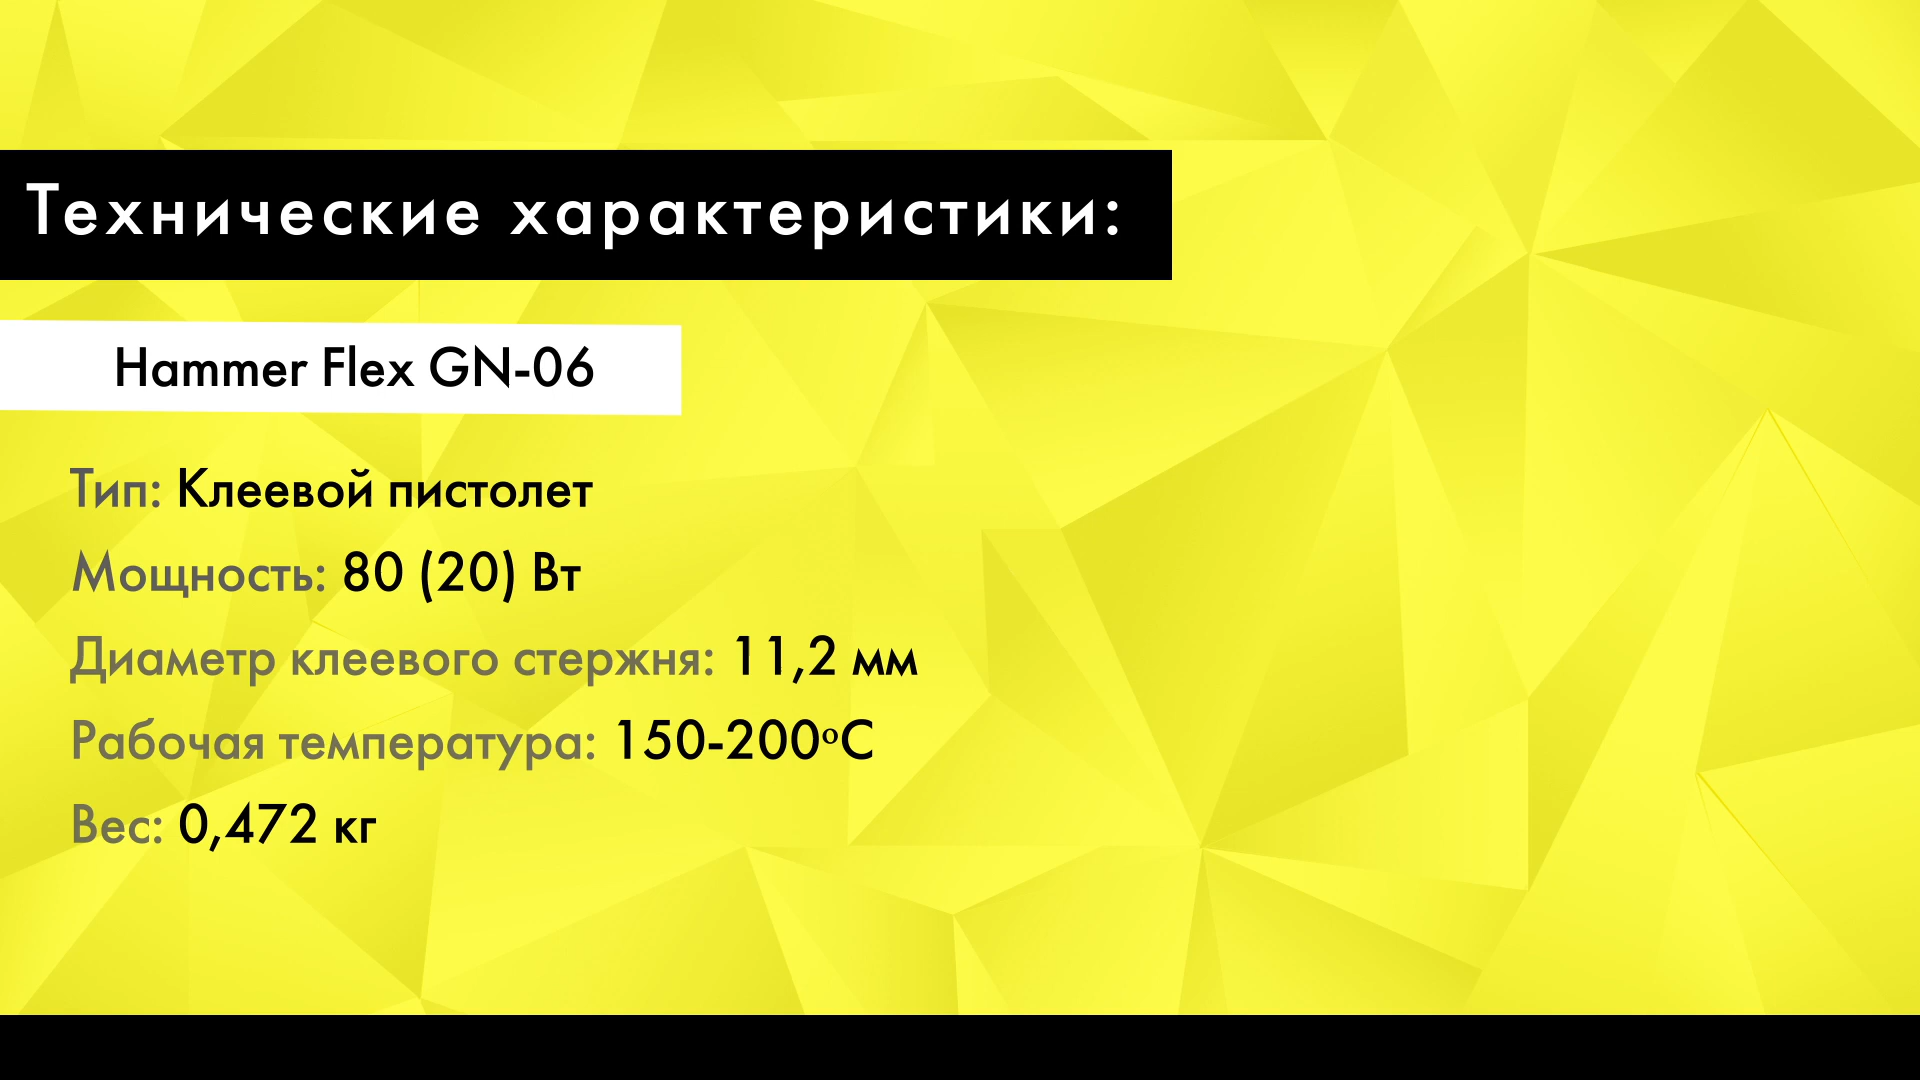 Технические характеристики:
Hammer Flex GN-06
Тип: Клеевой пистолет
Мощность: 80 (20) Вт
Диаметр клеевого стержня: 11,2 мм
Рабочая температура: 150-200ºС
Вес: 0,472 кг